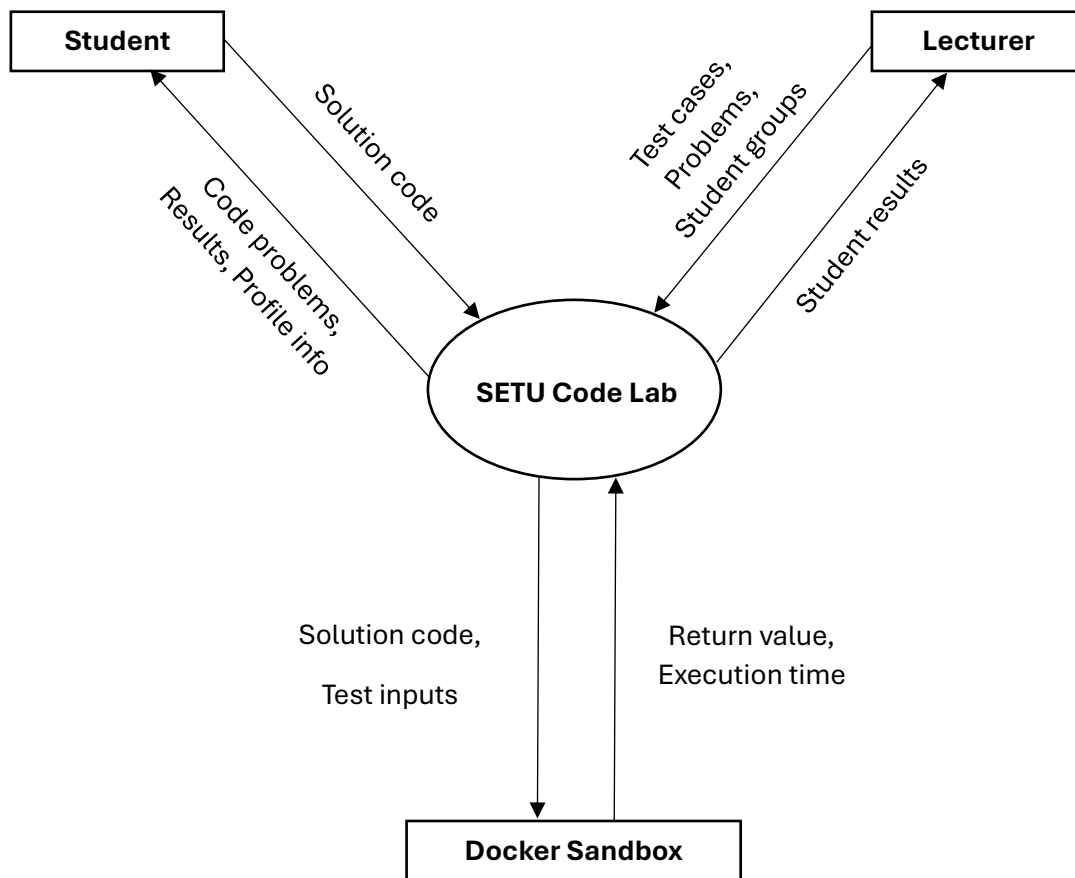 Student
Lecturer
Solution code
Code problems,
Results, Profile info
Test cases,
Problems,
Student groups
Student results
SETU Code Lab
Solution code,
Test inputs
Return value,
Execution time
Docker Sandbox